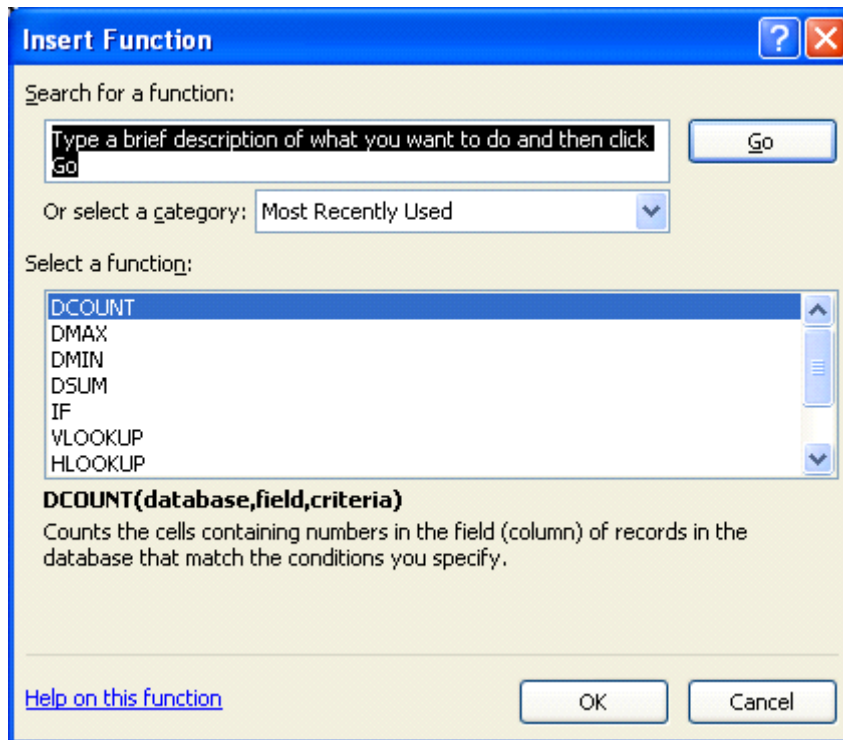 Insert Function
Search for a function:
Type a brief description of what you want to do and then click
Go
Go
Or select a category: Most Recently Used
Select a function:
DCOUNT
DMAX
DMIN
DSUM
IF
VLOOKUP
HLOOKUP
DCOUNT(database,field,criteria)
Counts the cells containing numbers in the field (column) of records in the
database that match the conditions you specify.
Help on this function
OK
Cancel